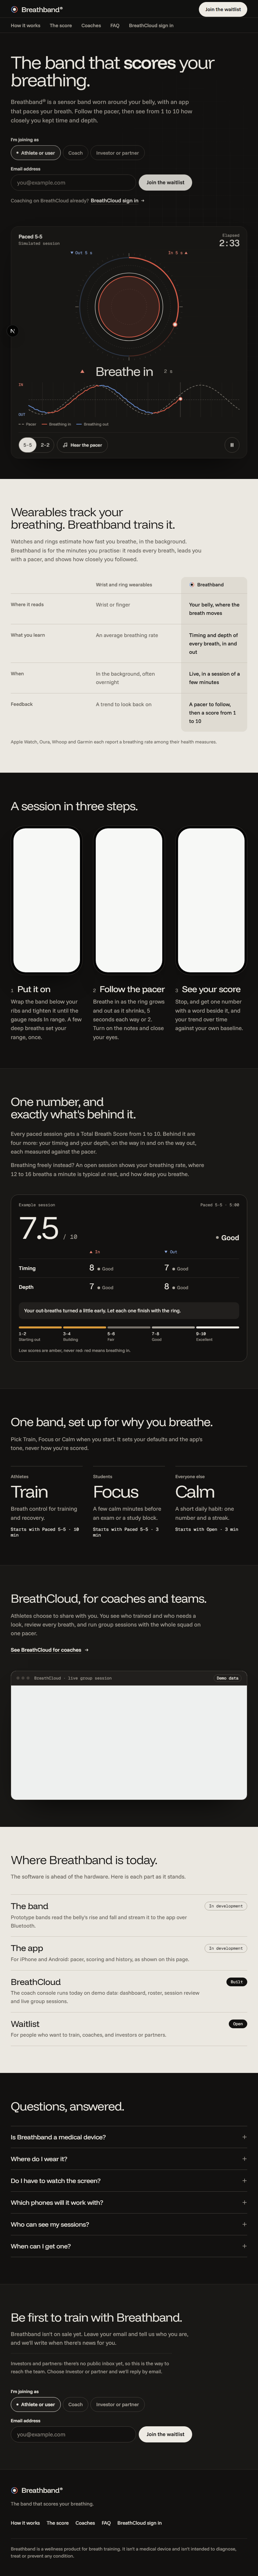 Breathband®
Join the waitlist
How it works The score Coaches FAQ BreathCloud sign in
The band that scores your
breathing.
Breathband® is a sensor band worn around your belly, with an app
that paces your breath. Follow the pacer, then see from 1 to 10 how
closely you kept time and depth.
I'm joining as
Athlete or user Coach Investor or partner
Email address
you@example.com Join the waitlist
Coaching on BreathCloud already? BreathCloud sign in →
Paced 5-5 Elapsed
Simulated session 2:33
▼ Out 5 s In 5 s ▲
N
▲ Breathe in 2 s
IN
OUT
Pacer Breathing in Breathing out
5-5 2-2 Hear the pacer
Wearables track your
breathing. Breathband trains it.
Watches and rings estimate how fast you breathe, in the background.
Breathband is for the minutes you practise: it reads every breath, leads you
with a pacer, and shows how closely you followed.
Wrist and ring wearables Breathband
Where it reads Wrist or finger Your belly, where the
breath moves
What you learn An average breathing rate Timing and depth of
every breath, in and
out
When In the background, often
overnight Live, in a session of a
few minutes
Feedback A trend to look back on A pacer to follow,
then a score from 1
to 10
Apple Watch, Oura, Whoop and Garmin each report a breathing rate among their health measures.
A session in three steps.
1 Put it on
Wrap the band below your
ribs and tighten it until the
gauge reads In range. A few
deep breaths set your
range, once.
2 Follow the pacer
Breathe in as the ring grows
and out as it shrinks, 5
seconds each way or 2.
Turn on the notes and close
your eyes.
3 See your score
Stop, and get one number
with a word beside it, and
your trend over time
against your own baseline.
One number, and
exactly what's behind it.
Every paced session gets a Total Breath Score from 1 to 10. Behind it are
four more: your timing and your depth, on the way in and on the way out,
each measured against the pacer.
Breathing freely instead? An open session shows your breathing rate, where
12 to 10 breaths a minute is typical at rest, and how deep you breathe.
Example session Paced 5-5 · 5:00
7.5 / 10 Good
▲ In ▼ Out
Timing 8 Good 7 Good
Depth 7 Good 8 Good
Your out-breaths turned a little early. Let each one finish with the ring.
1-2 3-4 5-6 7-8 9-10
Starting out Building Fair Good Excellent
Low scores are amber, never red: red means breathing in.
One band, set up for why you breathe.
Pick Train, Focus or Calm when you start. It sets your defaults and the app's
tone, never how you're scored.
Athletes
Train
Breath control for training
and recovery.
Starts with Paced 5-5 · 10
min
Students
Focus
A few calm minutes before
an exam or a study block.
Starts with Paced 5-5 · 3
min
Everyone else
Calm
A short daily habit: one
number and a streak.
Starts with Open · 3 min
BreathCloud, for coaches and teams.
Athletes choose to share with you. You see who trained and who needs a
look, review every breath, and run group sessions with the whole squad on
one pacer.
See BreathCloud for coaches →
BreathCloud · live group session Demo data
Where Breathband is today.
The software is ahead of the hardware. Here is each part as it stands.
The band In development
Prototype bands read the belly's rise and fall and stream it to the app over
Bluetooth.
The app In development
For iPhone and Android: pacer, scoring and history, as shown on this page.
BreathCloud Built
The coach console runs today on demo data: dashboard, roster, session review
and live group sessions.
Waitlist Open
For people who want to train, coaches, and investors or partners.
Questions, answered.
Is Breathband a medical device? +
Where do I wear it? +
Do I have to watch the screen? +
Which phones will it work with? +
Who can see my sessions? +
When can I get one? +
Be first to train with Breathband.
Breathband isn't on sale yet. Leave your email and tell us who you are,
and we'll write when there's news for you.
Investors and partners: there's no public inbox yet, so this is the way to
reach the team. Choose Investor or partner and we'll reply by email.
I'm joining as
Athlete or user Coach Investor or partner
Email address
you@example.com Join the waitlist
Breathband®
The band that scores your breathing.
How it works The score Coaches FAQ BreathCloud sign in
Breathband is a wellness product for breath training. It isn't a medical device and isn't intended to diagnose,
treat or prevent any condition.